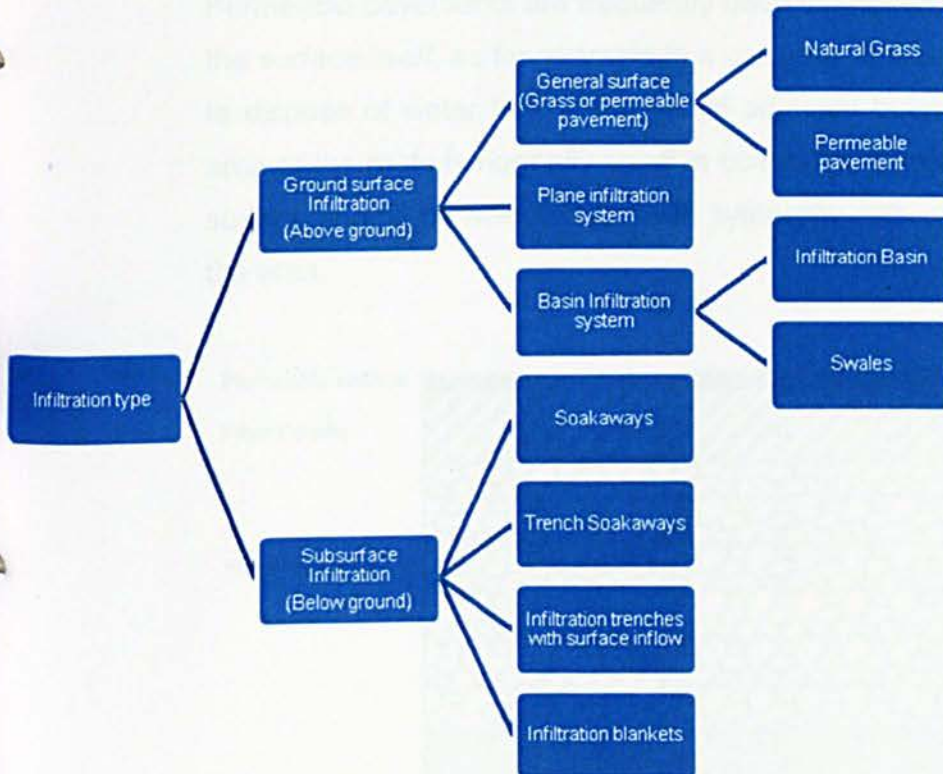 Infiltration type
Ground surface
Infiltration
(Above ground)
General surface
(Grass or permeable
pavement)
Natural Grass
Permeable
pavement
Plane infiltration
system
Basin Infiltration
system
Infiltration Basin
Swales
Subsurface
Infiltration
(Below ground)
Soakaways
Trench Soakaways
Infiltration trenches
with surface inflow
Infiltration blankets